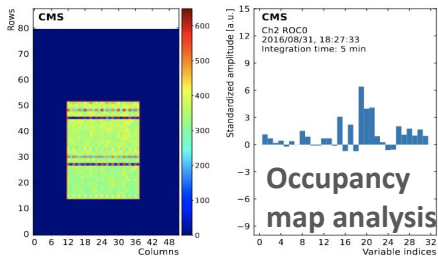 CMS
Rows
80
70
60
50
40
30
20
10
0
0 6 12 18 24 30 36 42 48
Columns
600
500
400
300
200
100
0
Standardized amplitude [a.u.]
15
12
9
6
3
0
−3
−6
−9
CMS
Ch2 ROC0
2016/08/31, 18:27:33
Integration time: 5 min
Occupancy
map analysis
0 4 8 12 16 20 24 28 32
Variable indices